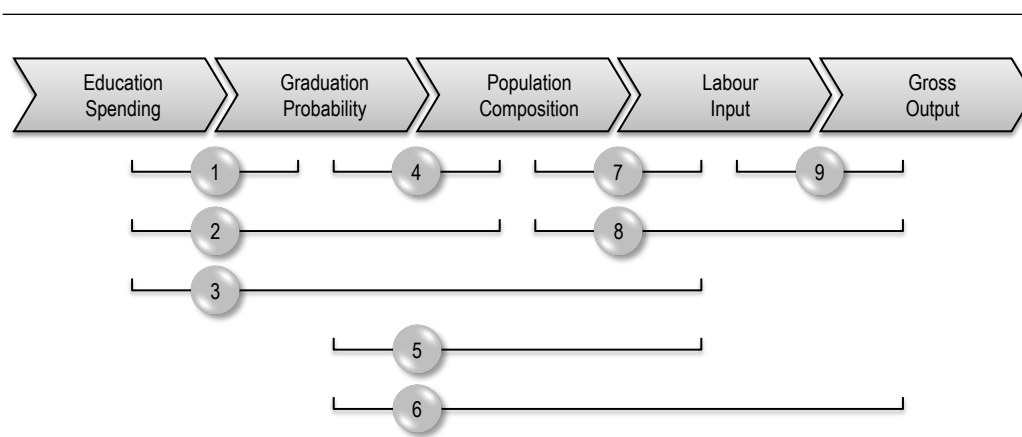 Education
Spending
Graduation
Probability
Population
Composition
Labour
Input
Gross
Output
1
4
7
9
2
8
3
5
6